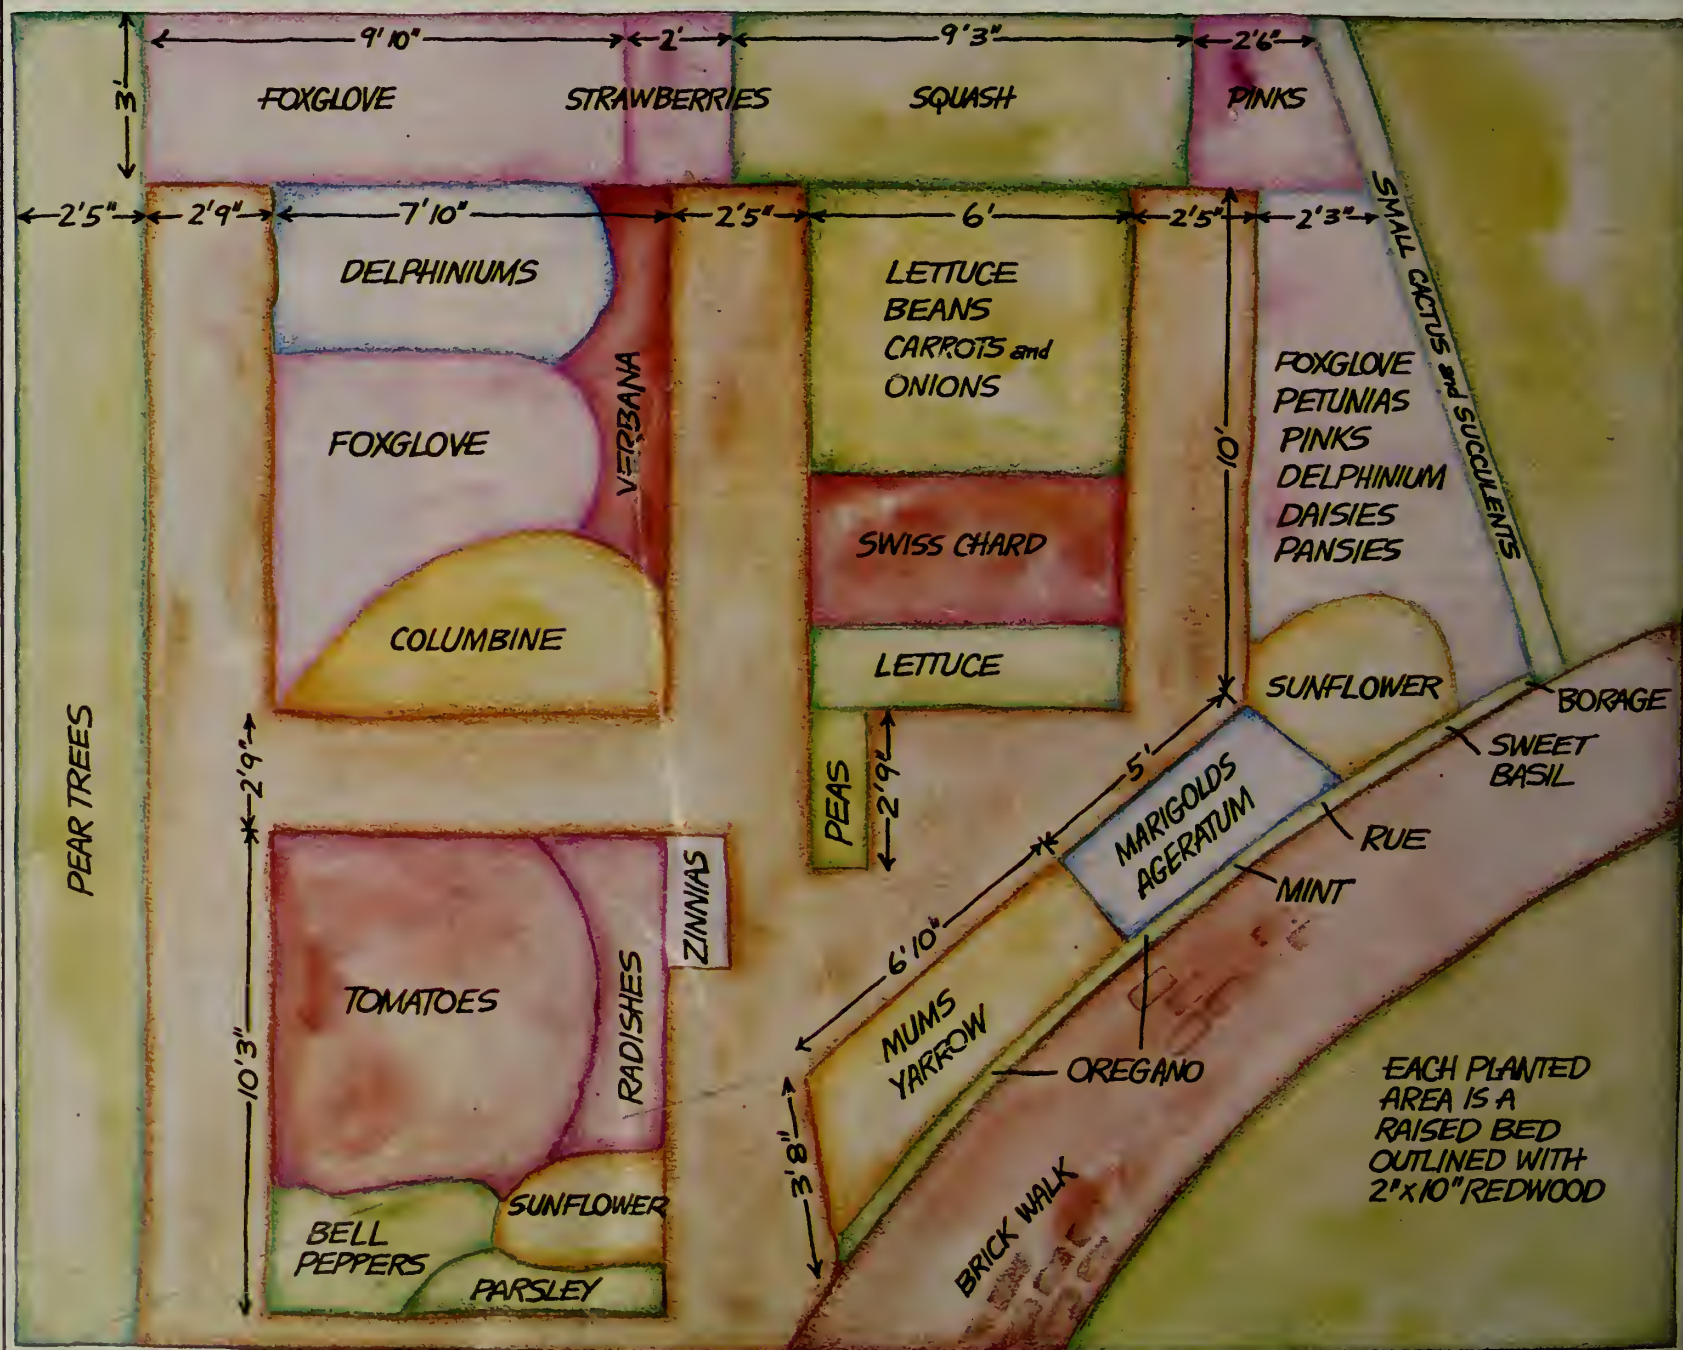 9'10"
2'
9'3"
2'6"
3'
FOXGLOVE
STRAWBERRIES
SQUASH
PINKS
2'5"
2'9"
7'10"
2'5"
6'
2'5"
2'3"
SMALL CACTUS and SUCCULENTS
DELPHINIUMS
VERBANA
LETTUCE
BEANS
CARROTS and
ONIONS
10'
FOXGLOVE
PETUNIAS
PINKS
DELPHINIUM
DAISIES
PANSIES
FOXGLOVE
SWISS CHARD
COLUMBINE
LETTUCE
SUNFLOWER
BORAGE
SWEET
BASIL
PEAR TREES
2'9"
PEAS
2'9"
5'
MARIGOLDS
AGERATUM
RUE
MINT
ZINNIAS
6'10"
TOMATOES
RADISHES
10'3"
MUMS
YARROW
OREGANO
3'8"
SUNFLOWER
BELL
PEPPERS
PARSLEY
BRICK WALK
EACH PLANTED
AREA IS A
RAISED BED
OUTLINED WITH
2"x10" REDWOOD